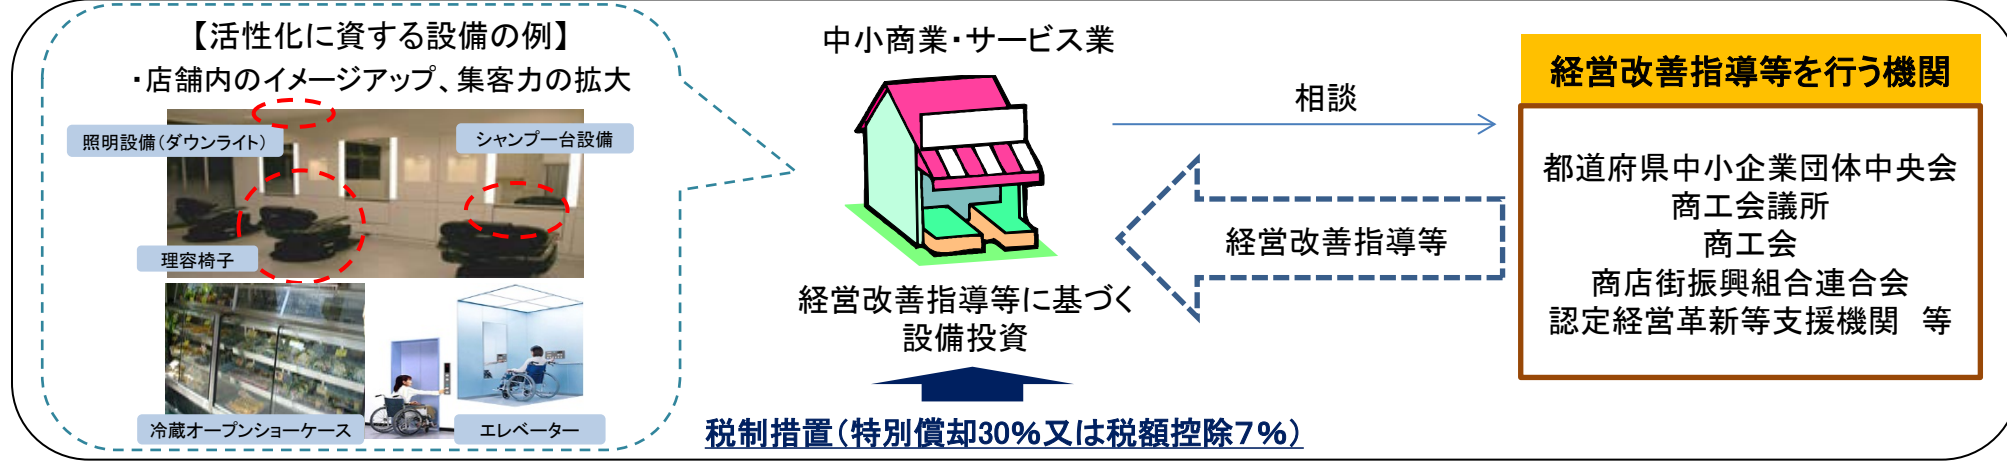 【活性化に資する設備の例】
・店舗内のイメージアップ、集客力の拡大
照明設備（ダウンライト）
シャンプー台設備
理容椅子
冷蔵オープンショーケース
エレベーター
中小商業・サービス業
経営改善指導等に基づく
設備投資
税制措置（特別償却30％又は税額控除７％）
相談
経営改善指導等
経営改善指導等を行う機関
都道府県中小企業団体中央会
商工会議所
商工会
商店街振興組合連合会
認定経営革新等支援機関　等